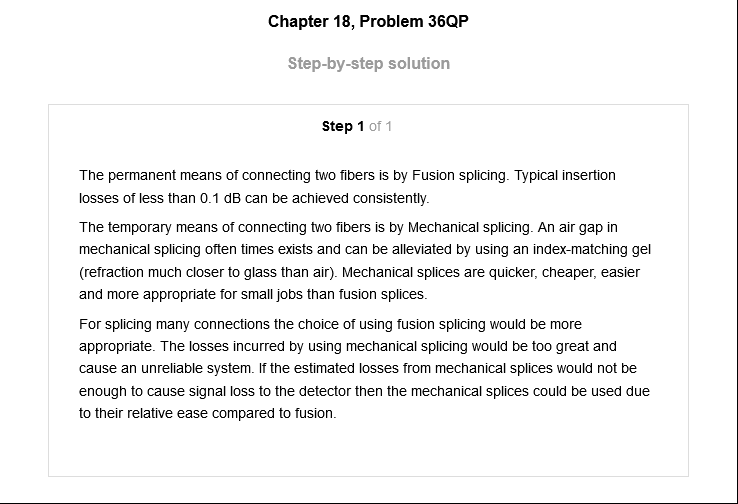 Chapter 18, Problem 36QP
Step-by-step solution
Step 1 of 1
The permanent means of connecting two fibers is by Fusion splicing. Typical insertion
losses of less than 0.1 dB can be achieved consistently.
The temporary means of connecting two fibers is by Mechanical splicing. An air gap in
mechanical splicing often times exists and can be alleviated by using an index-matching gel
(refraction much closer to glass than air). Mechanical splices are quicker, cheaper, easier
and more appropriate for small jobs than fusion splices.
For splicing many connections the choice of using fusion splicing would be more
appropriate. The losses incurred by using mechanical splicing would be too great and
cause an unreliable system. If the estimated losses from mechanical splices would not be
enough to cause signal loss to the detector then the mechanical splices could be used due
to their relative ease compared to fusion.